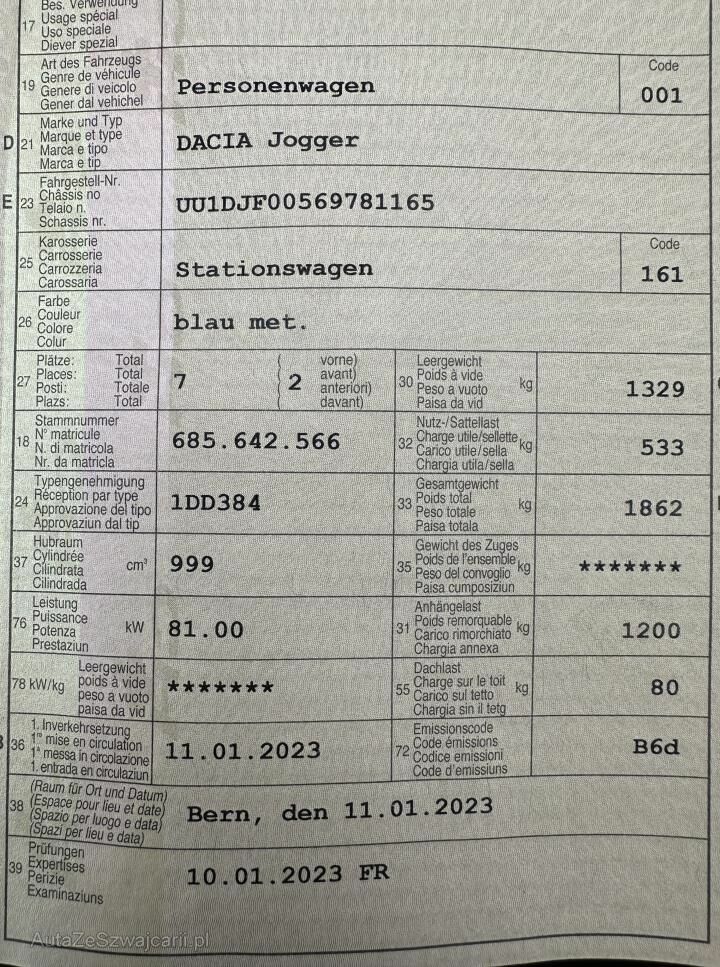 Bes. Verwendung
17 Usage spécial
Uso speciale
Diever spezial
Art des Fahrzeugs
19 Genre de véhicule
Genere di veicolo
Gener dal vehichel
Personenwagen
Code
001
Marke und Typ
D 21 Marque et type
Marca e tipo
Marca e tip
DACIA Jogger
Fahrgestell-Nr.
E 23 Châssis no
Telaio n.
Schassis nr.
UU1DJF00569781165
Karosserie
25 Carrosserie
Carrozzeria
Carossaria
Stationswagen
Code
161
Farbe
26 Couleur
Colore
Colur
blau met.
Plätze: Total
27 Places: Total
Posti: Totale
Plazs: Total
7
( 2 vorne)
avant)
anteriori)
davant)
Leergewicht
30 Poids à vide kg
Peso a vuoto
Paisa da vid
1329
Stammnummer
18 N° matricule
N. di matricola
Nr. da matricla
685.642.566
Nutz-/Sattellast
32 Charge utile/sellette kg
Carico utile/sella
Chargia utila/sella
533
Typengenehmigung
24 Réception par type
Approvazione del tipo
Approvaziun dal tip
1DD384
Gesamtgewicht
33 Poids total kg
Peso totale
Paisa totala
1862
Hubraum
37 Cylindrée cm³
Cilindrata
Cilindrada
999
Gewicht des Zuges
35 Poids de l'ensemble kg
Peso del convoglio
Paisa cumposiziun
*******
Leistung
76 Puissance kW
Potenza
Prestaziun
81.00
Anhängelast
31 Poids remorquable kg
Carico rimorchiato
Chargia annexa
1200
Leergewicht
78 kW/kg poids à vide
peso a vuoto
paisa da vid
*******
Dachlast
55 Charge sur le toit kg
Carico sul tetto
Chargia sin il tetg
80
1. Inverkehrsetzung
36 1re mise en circulation
1a messa in circolazione
1. entrada en circulaziun
11.01.2023
Emissionscode
72 Code émissions
Codice emissioni
Code d'emissiuns
B6d
(Raum für Ort und Datum)
38 (Espace pour lieu et date)
(Spazio per luogo e data)
(Spazi per lieu e data)
Bern, den 11.01.2023
Prüfungen
39 Expertises
Perizie
Examinaziuns
10.01.2023 FR
AutaZeSzwajcarii.pl